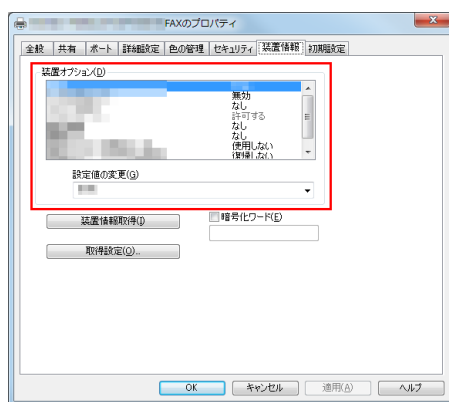 FAXのプロパティ
全般 共有 ポート 詳細設定 色の管理 セキュリティ 装置情報 初期設定
装置オプション(D)
無効
なし
許可する
なし
なし
使用しない
復帰しない
設定値の変更(G)
装置情報取得(I)
暗号化ワード(E)
取得設定(O)...
OK キャンセル 適用(A) ヘルプ